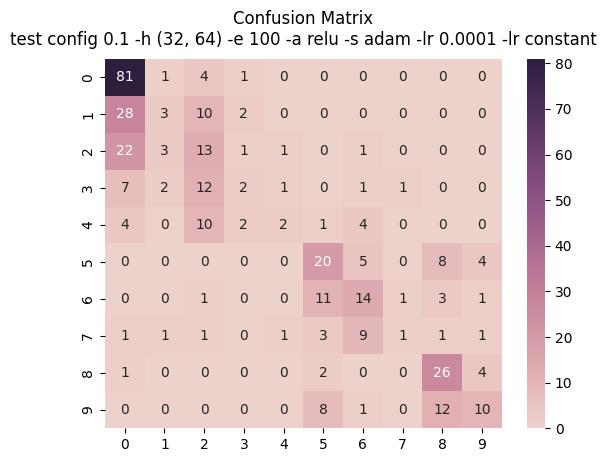 Confusion Matrix
test config 0.1 -h (32, 64) -e 100 -a relu -s adam -lr 0.0001 -lr constant
0 81 1 4 1 0 0 0 0 0 0
1 28 3 10 2 0 0 0 0 0 0
2 22 3 13 1 1 0 1 0 0 0
3 7 2 12 2 1 0 1 1 0 0
4 4 0 10 2 2 1 4 0 0 0
5 0 0 0 0 0 20 5 0 8 4
6 0 0 1 0 0 11 14 1 3 1
7 1 1 1 0 1 3 9 1 1 1
8 1 0 0 0 0 2 0 0 26 4
9 0 0 0 0 0 8 1 0 12 10
0 1 2 3 4 5 6 7 8 9
80
70
60
50
40
30
20
10
0